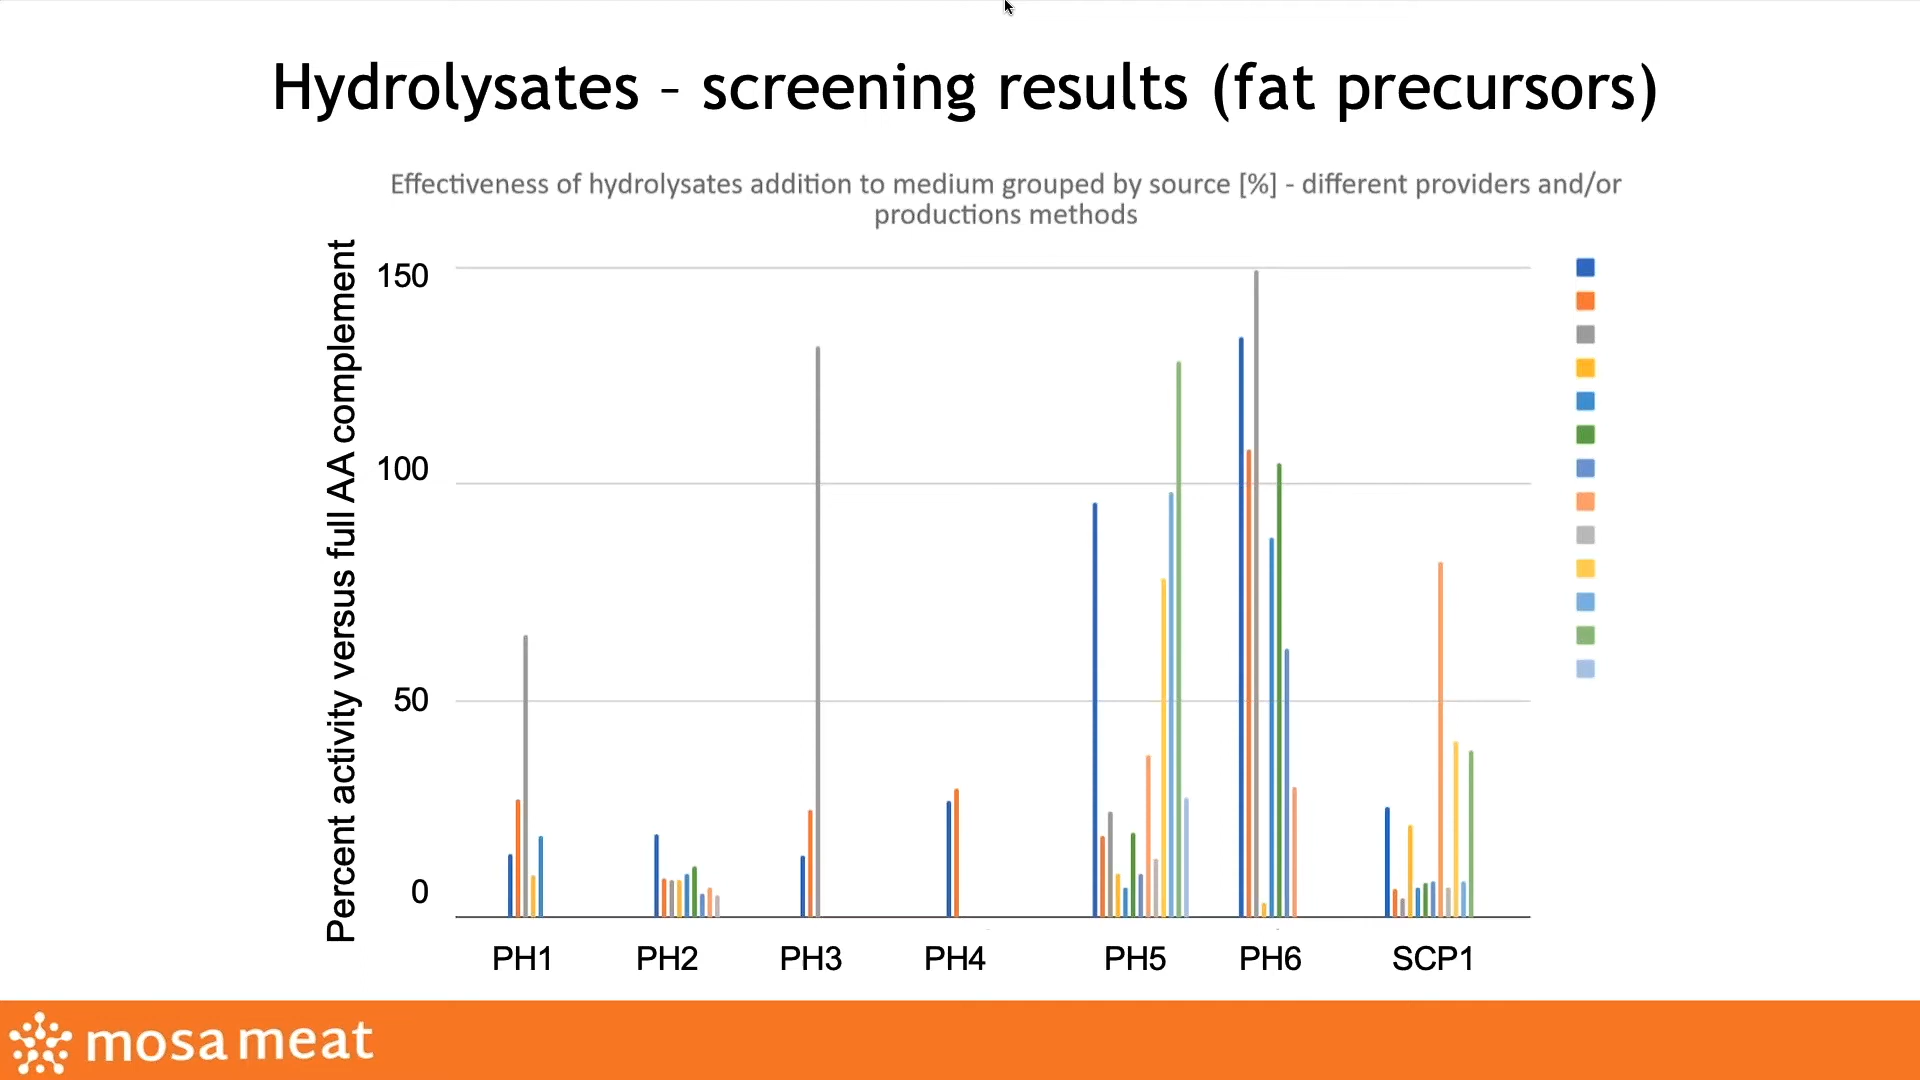 Hydrolysates – screening results (fat precursors)
Effectiveness of hydrolysates addition to medium grouped by source [%] - different providers and/or
productions methods
Percent activity versus full AA complement
150
100
50
0
PH1 PH2 PH3 PH4 PH5 PH6 SCP1
mosa meat